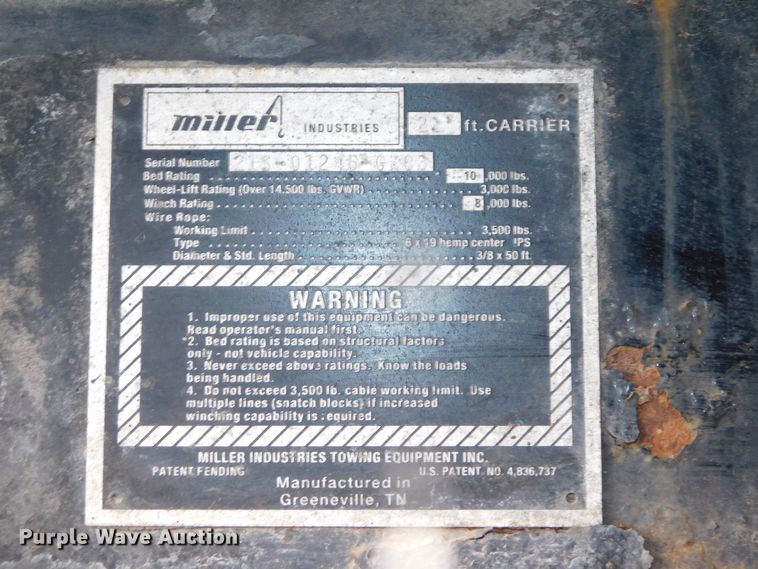 miller INDUSTRIES ft. CARRIER
Serial Number
Bed Rating 10 ,000 lbs.
Wheel-Lift Rating (Over 14,500 lbs. GVWR) 3,000 lbs.
Winch Rating 8 ,000 lbs.
Wire Rope:
Working Limit 3,500 lbs.
Type 6 x 19 hemp center IPS
Diameter & Std. Length 3/8 x 50 ft.
WARNING
1. Improper use of this equipment can be dangerous.
Read operator's manual first.
*2. Bed rating is based on structural factors
only - not vehicle capability.
3. Never exceed above ratings. Know the loads
being handled.
4. Do not exceed 3,500 lb. cable working limit. Use
multiple lines (snatch blocks) if increased
winching capability is required.
MILLER INDUSTRIES TOWING EQUIPMENT INC.
PATENT PENDING U.S. PATENT NO. 4,836,737
Manufactured in
Greeneville, TN
Purple Wave Auction